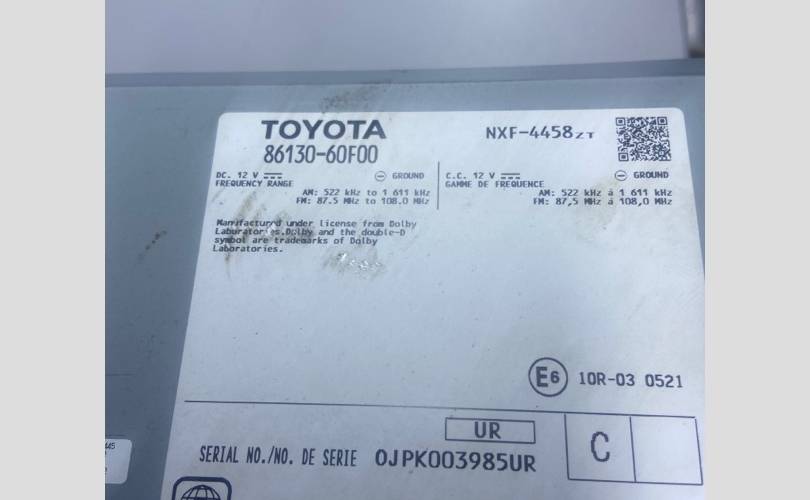 TOYOTA
86130-60F00
NXF-4458ZT
DC. 12 V
GROUND
FREQUENCY RANGE
AM: 522 kHz to 1 611 kHz
FM: 87.5 MHz to 108.0 MHz
C.C. 12 V
GROUND
GAMME DE FREQUENCE
AM: 522 kHz à 1 611 kHz
FM: 87,5 MHz à 108,0 MHz
Manufactured under license from Dolby
Laboratories.Dolby and the double-D
symbol are trademarks of Dolby
Laboratories.
E6 10R-03 0521
UR
SERIAL NO./NO. DE SERIE 0JPK003985UR
C
445